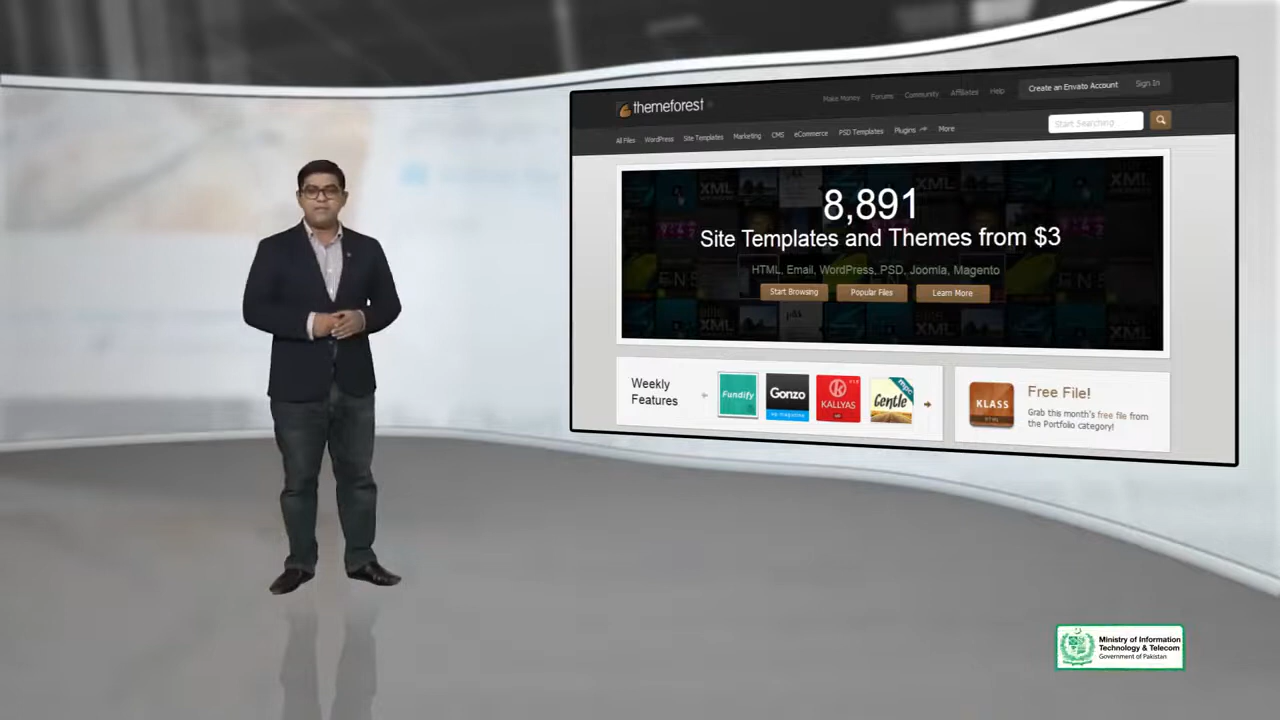 themeforest
Make Money Forums Community Affiliates Help Create an Envato Account Sign In
All Files WordPress Site Templates Marketing CMS eCommerce PSD Templates Plugins More
Start Searching
8,891
Site Templates and Themes from $3
HTML, Email, WordPress, PSD, Joomla, Magento
Start Browsing Popular Files Learn More
Weekly
Features
Fundify
Gonzo
KALLYAS
Gentle
KLASS
Free File!
Grab this month's free file from
the Portfolio category!
Ministry of Information
Technology & Telecom
Government of Pakistan